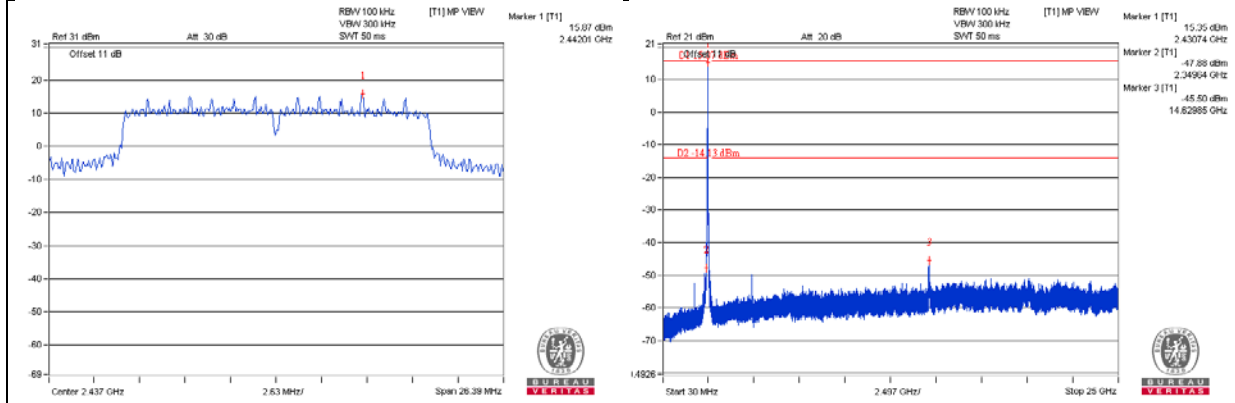 RBW 100 kHz
VBW 300 kHz
SWT 50 ms
[T1] MP VIEW
Marker 1 [T1]
15.87 dBm
2.44201 GHz
Ref 31 dBm
Att 30 dB
Offset 11 dB
31
20
10
0
-10
-20
-30
-40
-50
-60
-69
1
Center 2.437 GHz
2.63 MHz/
Span 26.39 MHz
BUREAU
VERITAS
RBW 100 kHz
VBW 300 kHz
SWT 50 ms
[T1] MP VIEW
Marker 1 [T1]
15.35 dBm
2.43074 GHz
Marker 2 [T1]
-47.88 dBm
2.34964 GHz
Marker 3 [T1]
-45.50 dBm
14.62985 GHz
Ref 21 dBm
Att 20 dB
Offset 11 dB
21
10
0
-10
-20
-30
-40
-50
-60
-70
D2 -14.13 dBm
2
3
Start 30 MHz
2.497 GHz/
Stop 25 GHz
BUREAU
VERITAS